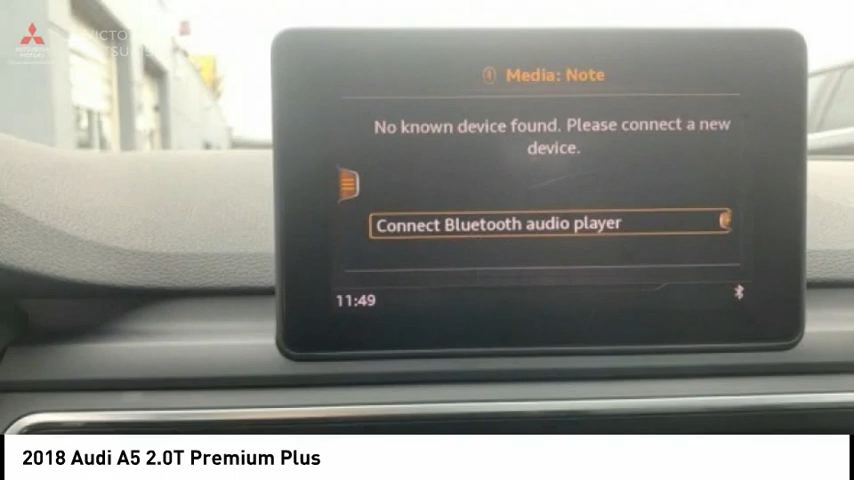 Media: Note
No known device found. Please connect a new
device.
Connect Bluetooth audio player
11:49
2018 Audi A5 2.0T Premium Plus